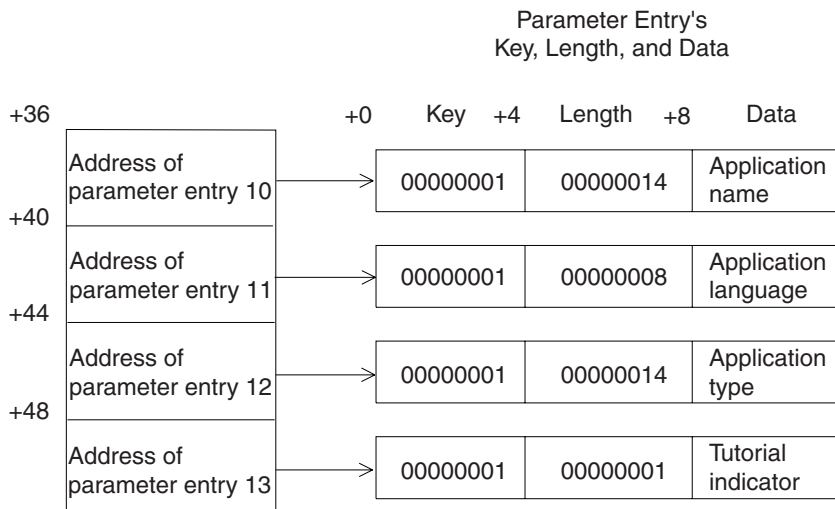 Parameter Entry's
Key, Length, and Data
+36
+0 Key +4 Length +8 Data
Address of
parameter entry 10
00000001 00000014 Application
name
+40
Address of
parameter entry 11
00000001 00000008 Application
language
+44
Address of
parameter entry 12
00000001 00000014 Application
type
+48
Address of
parameter entry 13
00000001 00000001 Tutorial
indicator